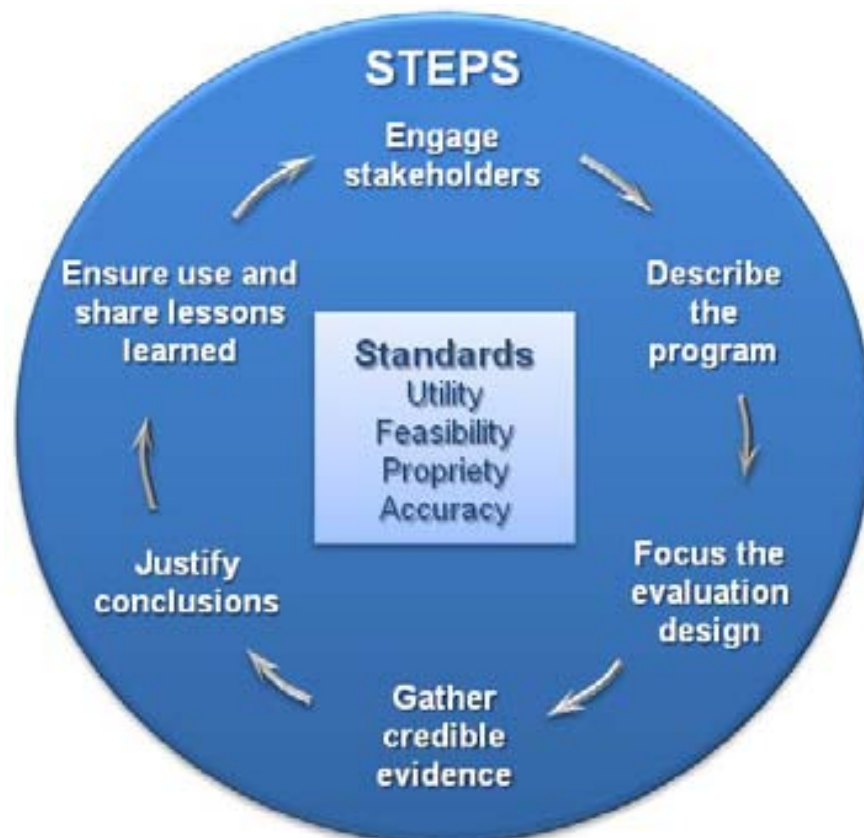 STEPS
Engage
stakeholders
Describe
the
program
Focus the
evaluation
design
Gather
credible
evidence
Justify
conclusions
Ensure use and
share lessons
learned
Standards
Utility
Feasibility
Propriety
Accuracy